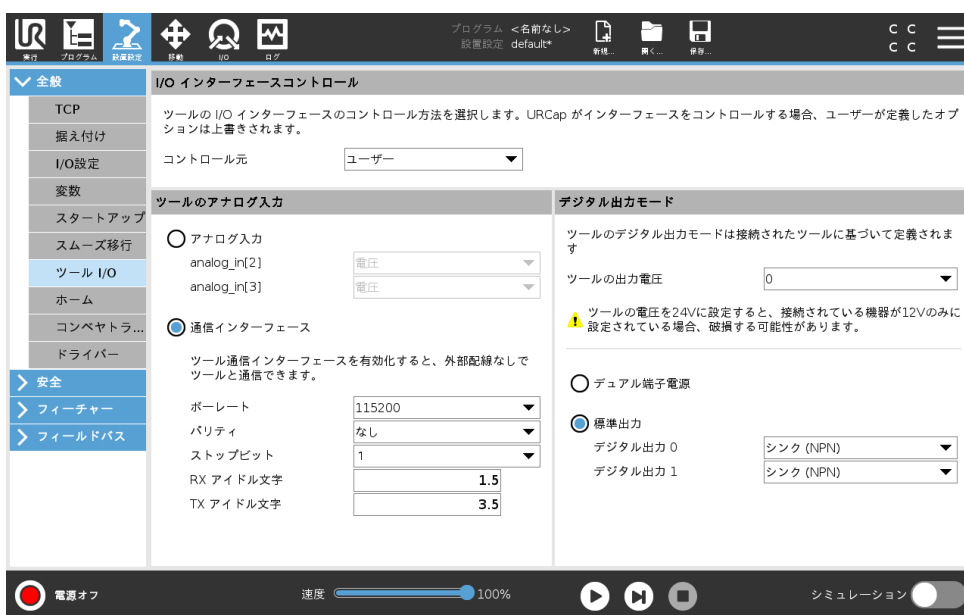 UR
プログラム <名前なし>
設置設定 default*
C C
C C
実行 プログラム 設置設定 移動 I/O ログ 新規... 開く... 保存...
全般
TCP
据え付け
I/O設定
変数
スタートアップ
スムーズ移行
ツール I/O
ホーム
コンベヤトラ...
ドライバー
安全
フィーチャー
フィールドバス
I/O インターフェースコントロール
ツールの I/O インターフェースのコントロール方法を選択します。URCap がインターフェースをコントロールする場合、ユーザーが定義したオプ
ションは上書きされます。
コントロール元 ユーザー
ツールのアナログ入力
アナログ入力
analog_in[2] 電圧
analog_in[3] 電圧
通信インターフェース
ツール通信インターフェースを有効化すると、外部配線なしで
ツールと通信できます。
ボーレート 115200
パリティ なし
ストップビット 1
RX アイドル文字 1.5
TX アイドル文字 3.5
デジタル出力モード
ツールのデジタル出力モードは接続されたツールに基づいて定義されま
す
ツールの出力電圧 0
ツールの電圧を24Vに設定すると、接続されている機器が12Vのみに
設定されている場合、破損する可能性があります。
デュアル端子電源
標準出力
デジタル出力 0 シンク (NPN)
デジタル出力 1 シンク (NPN)
電源オフ 速度 100% シミュレーション